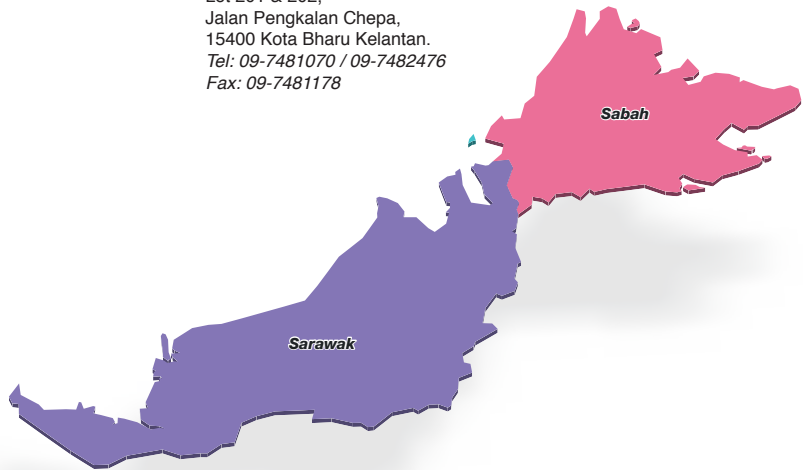 Jalan Pengkalan Chepa,
15400 Kota Bharu Kelantan.
Tel: 09-7481070 / 09-7482476
Fax: 09-7481178
Sabah
Sarawak